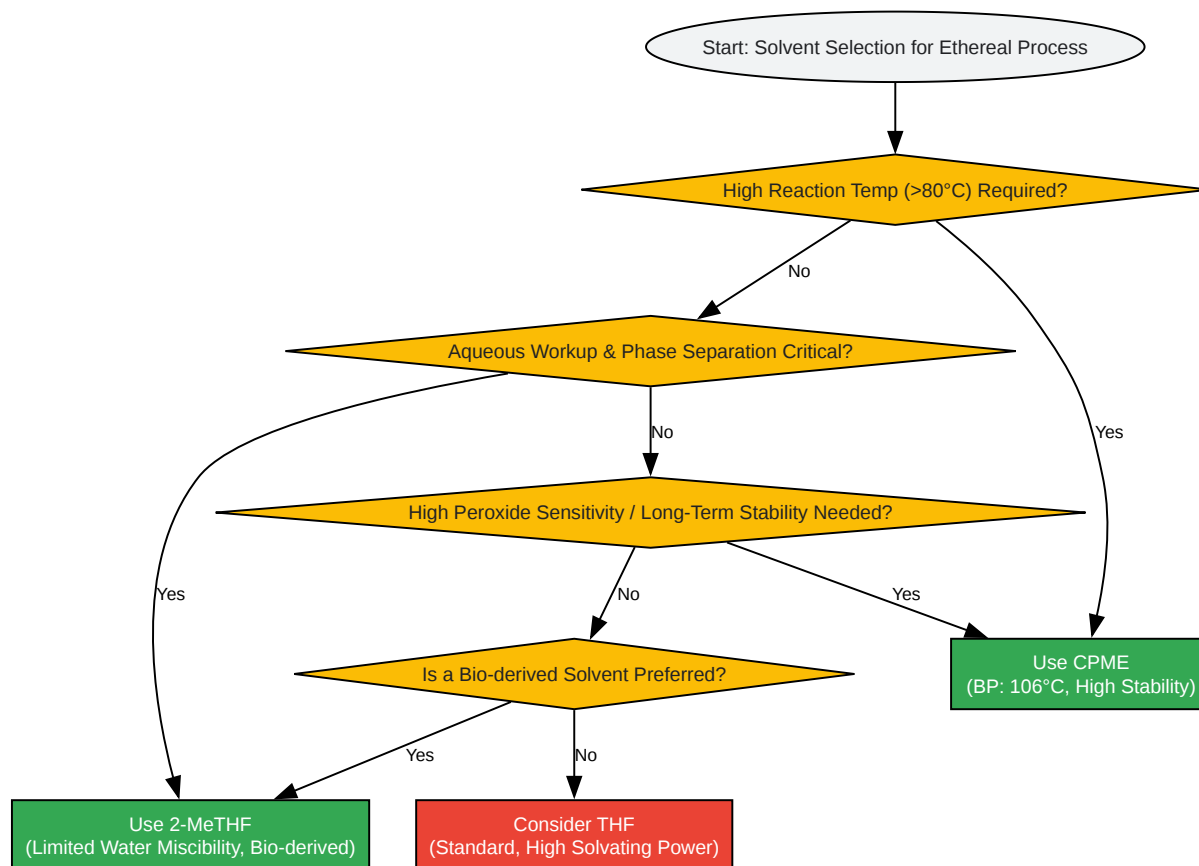 Start: Solvent Selection for Ethereal Process
High Reaction Temp (>80°C) Required?
No
Aqueous Workup & Phase Separation Critical?
Yes
No
High Peroxide Sensitivity / Long-Term Stability Needed?
Yes
No
Yes
Use CPME
(BP: 106°C, High Stability)
Is a Bio-derived Solvent Preferred?
Yes
No
Use 2-MeTHF
(Limited Water Miscibility, Bio-derived)
Consider THF
(Standard, High Solvating Power)